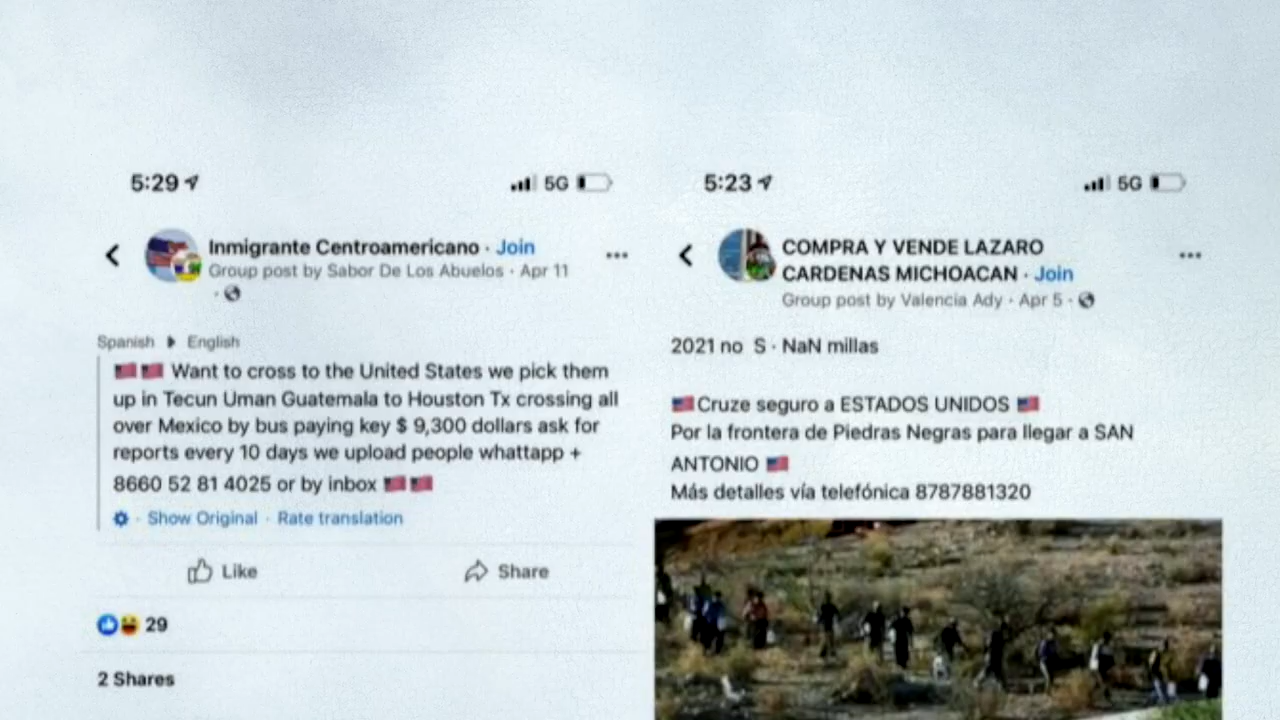 5:29
5G
Inmigrante Centroamericano · Join
Group post by Sabor De Los Abuelos · Apr 11
Spanish ▸ English
Want to cross to the United States we pick them
up in Tecun Uman Guatemala to Houston Tx crossing all
over Mexico by bus paying key $ 9,300 dollars ask for
reports every 10 days we upload people whattapp +
8660 52 81 4025 or by inbox
Show Original · Rate translation
Like
Share
29
2 Shares
5:23
5G
COMPRA Y VENDE LAZARO
CARDENAS MICHOACAN · Join
Group post by Valencia Ady · Apr 5
2021 no S · NaN millas
Cruze seguro a ESTADOS UNIDOS
Por la frontera de Piedras Negras para llegar a SAN
ANTONIO
Más detalles vía telefónica 8787881320